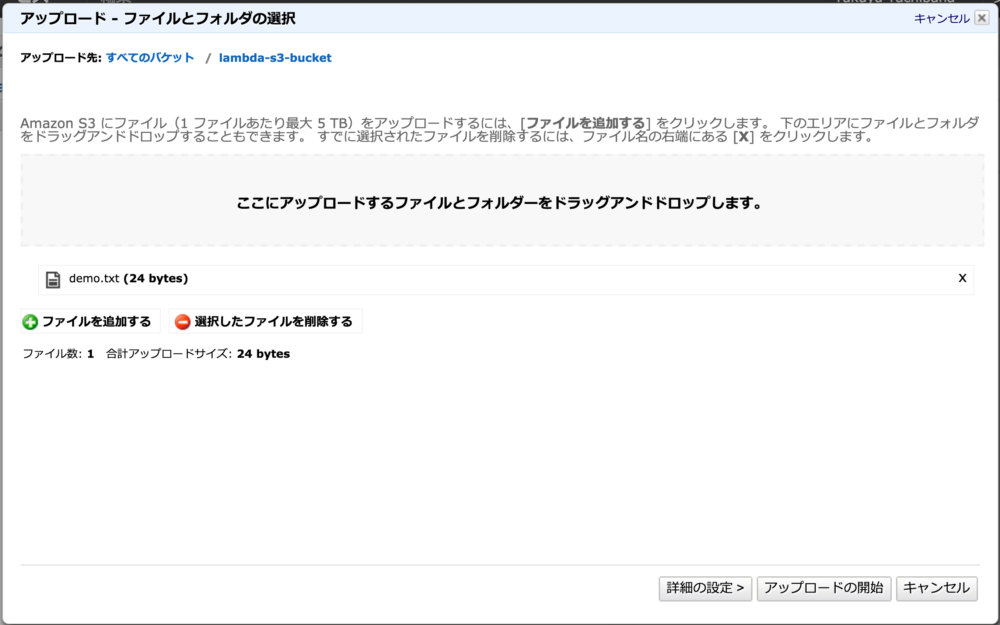 アップロード - ファイルとフォルダの選択
キャンセル
アップロード先: すべてのバケット / lambda-s3-bucket
Amazon S3 にファイル（1 ファイルあたり最大 5 TB）をアップロードするには、[ファイルを追加する] をクリックします。 下のエリアにファイルとフォルダ
をドラッグアンドドロップすることもできます。 すでに選択されたファイルを削除するには、ファイル名の右端にある [X] をクリックします。
ここにアップロードするファイルとフォルダーをドラッグアンドドロップします。
demo.txt (24 bytes) X
ファイルを追加する 選択したファイルを削除する
ファイル数: 1 合計アップロードサイズ: 24 bytes
詳細の設定 > アップロードの開始 キャンセル